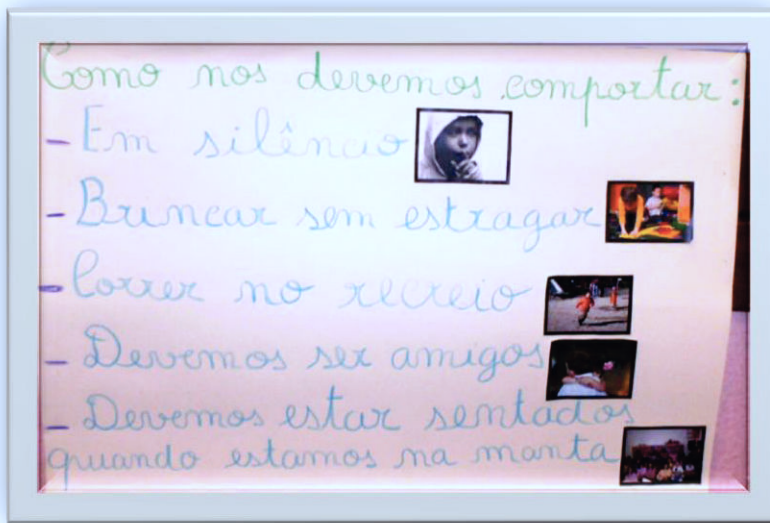 Como nos devemos comportar:
- Em silêncio
- Brincar sem estragar
- Correr no recreio
- Devemos ser amigos
- Devemos estar sentados
quando estamos na manta